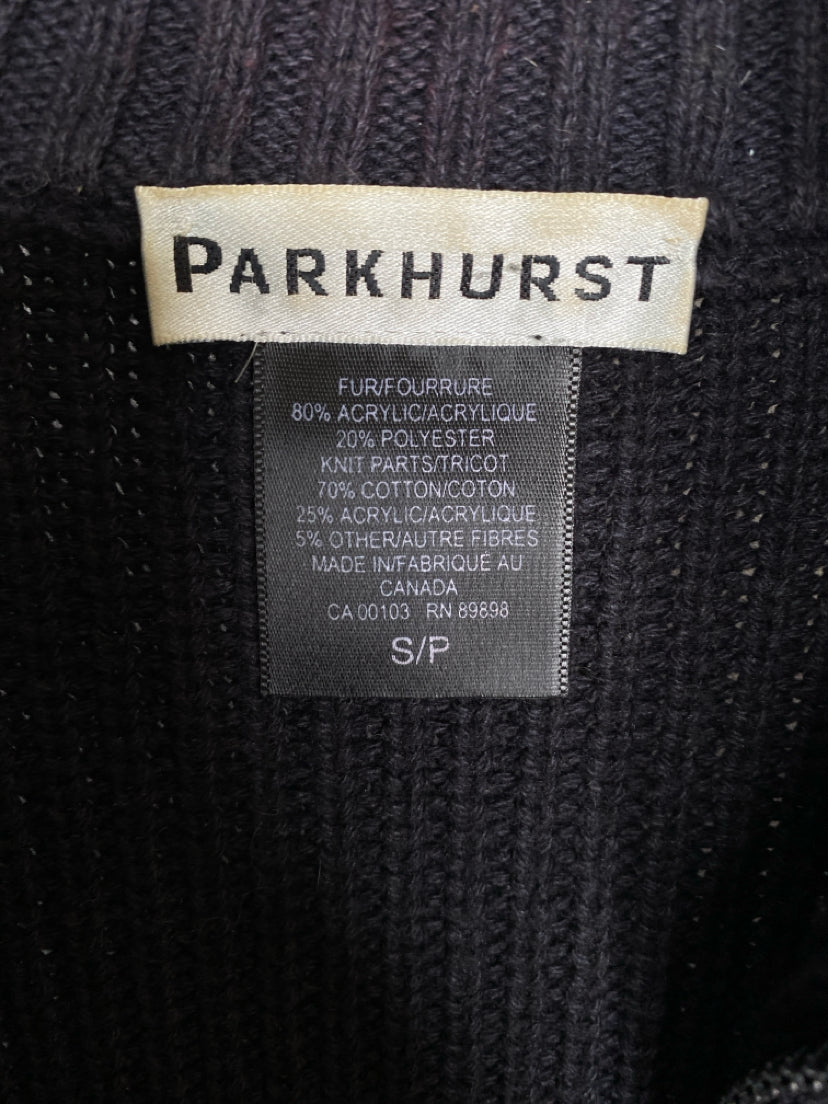 PARKHURST
FUR/FOURRURE
80% ACRYLIC/ACRYLIQUE
20% POLYESTER
KNIT PARTS/TRICOT
70% COTTON/COTON
25% ACRYLIC/ACRYLIQUE
5% OTHER/AUTRE FIBRES
MADE IN/FABRIQUÉ AU
CANADA
CA 00103 RN 89898
S/P